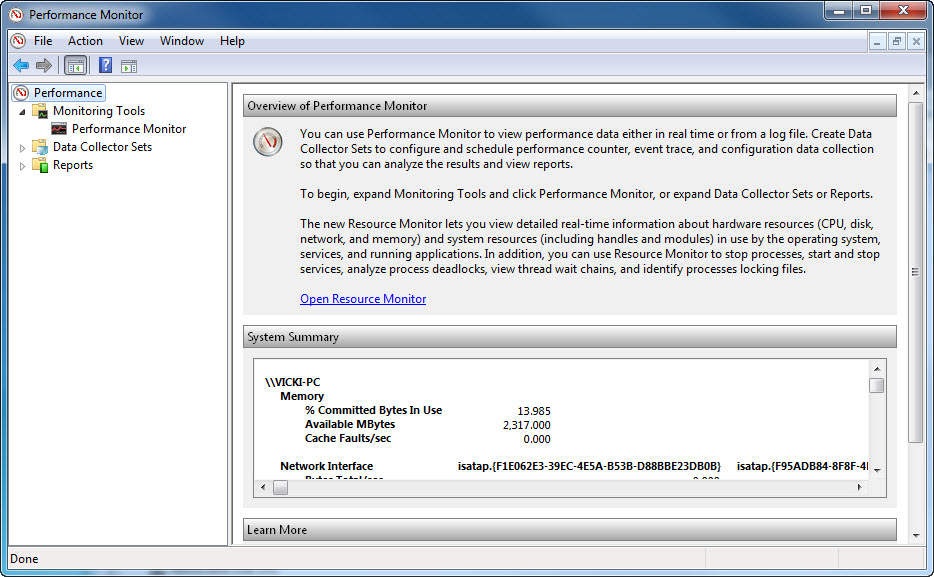 Performance Monitor
File Action View Window Help
Performance
Monitoring Tools
Performance Monitor
Data Collector Sets
Reports
Overview of Performance Monitor
You can use Performance Monitor to view performance data either in real time or from a log file. Create Data
Collector Sets to configure and schedule performance counter, event trace, and configuration data collection
so that you can analyze the results and view reports.
To begin, expand Monitoring Tools and click Performance Monitor, or expand Data Collector Sets or Reports.
The new Resource Monitor lets you view detailed real-time information about hardware resources (CPU, disk,
network, and memory) and system resources (including handles and modules) in use by the operating system,
services, and running applications. In addition, you can use Resource Monitor to stop processes, start and stop
services, analyze process deadlocks, view thread wait chains, and identify processes locking files.
Open Resource Monitor
System Summary
\\VICKI-PC
Memory
% Committed Bytes In Use 13.985
Available MBytes 2,317.000
Cache Faults/sec 0.000
Network Interface isatap.{F1E062E3-39EC-4E5A-B53B-D88BBE23DB0B} isatap.{F95ADB84-8F8F-4
Bytes Total/sec 0.000
Learn More
Done